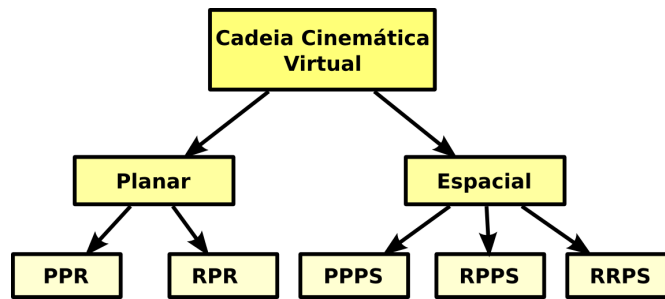 Cadeia Cinemática
Virtual
Planar
Espacial
PPR
RPR
PPPS
RPPS
RRPS